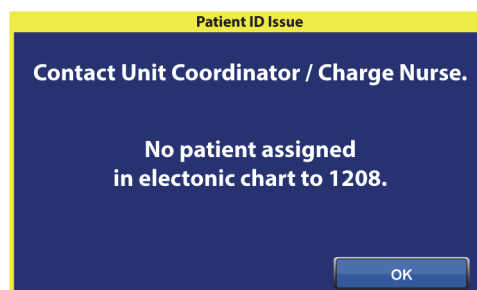 Patient ID Issue
Contact Unit Coordinator / Charge Nurse.
No patient assigned
in electonic chart to 1208.
OK